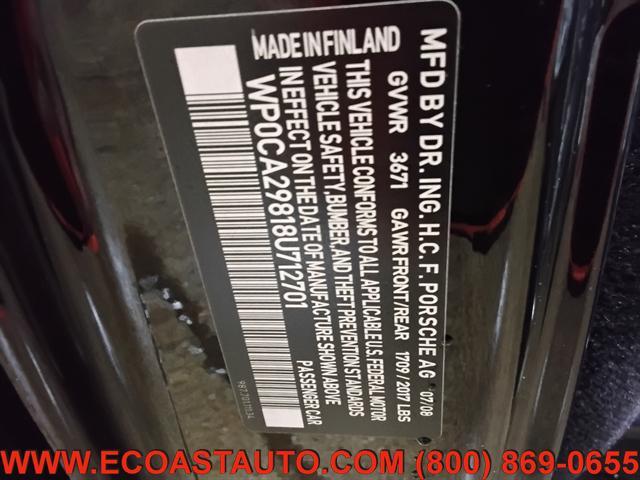 MFD BY DR. ING. H.C. F. PORSCHE AG 07/08
GVWR 3671 GAWR FRONT/REAR 1709 / 2017 LBS
THIS VEHICLE CONFORMS TO ALL APPLICABLE U.S. FEDERAL MOTOR
VEHICLE SAFETY, BUMBER, AND THEFT PREVENTION STANDARDS
IN EFFECT ON THE DATE OF MANUFACTURE SHOWN ABOVE
MADE IN FINLAND
PASSENGER CAR
WP0CA29818U712701
WWW.ECOASTAUTO.COM (800) 869-0655